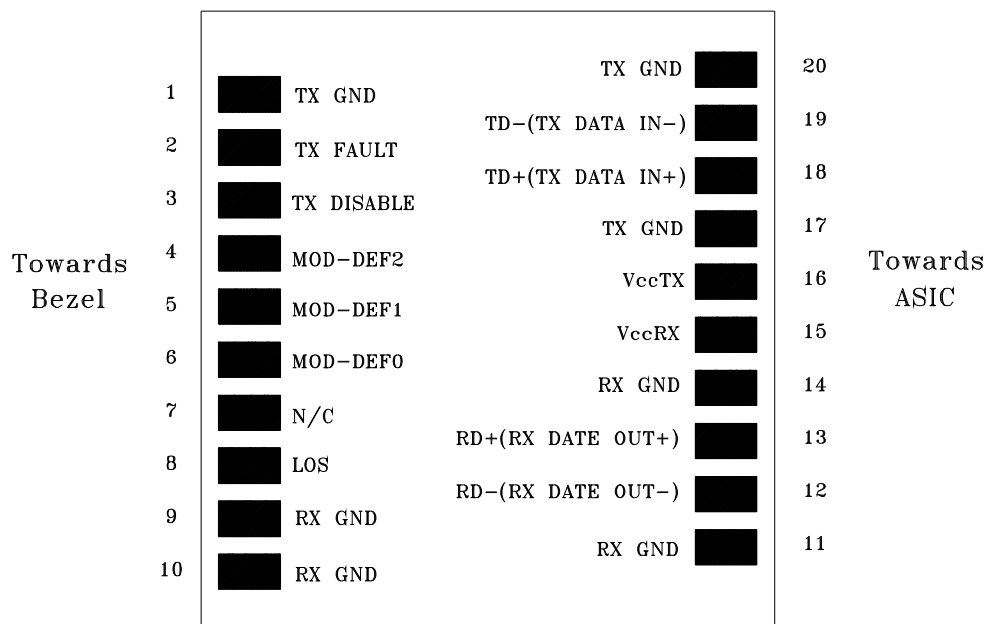 1 TX GND
2 TX FAULT
3 TX DISABLE
4 MOD-DEF2
5 MOD-DEF1
6 MOD-DEF0
7 N/C
8 LOS
9 RX GND
10 RX GND
Towards
Bezel
TX GND 20
TD-(TX DATA IN-) 19
TD+(TX DATA IN+) 18
TX GND 17
VccTX 16
VccRX 15
RX GND 14
RD+(RX DATE OUT+) 13
RD-(RX DATE OUT-) 12
RX GND 11
Towards
ASIC